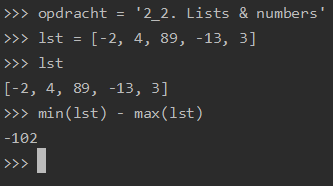 >>> opdracht = '2_2. Lists & numbers'
>>> lst = [-2, 4, 89, -13, 3]
>>> lst
[-2, 4, 89, -13, 3]
>>> min(lst) - max(lst)
-102
>>>